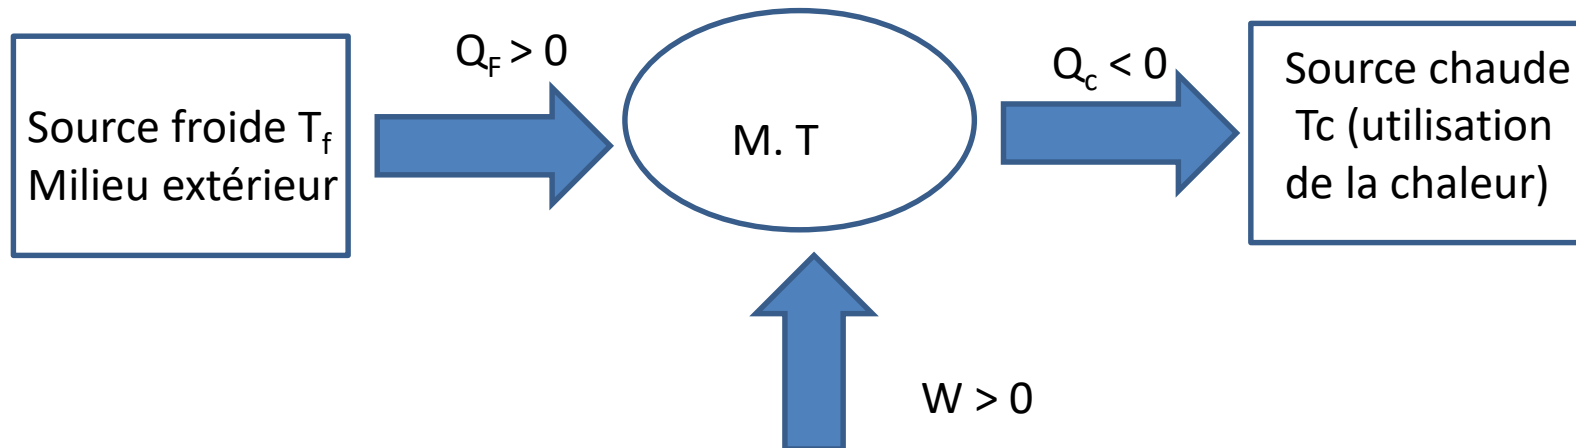 Q_F > 0
Q_c < 0
Source froide T_f
Milieu extérieur
M. T
Source chaude
Tc (utilisation
de la chaleur)
W > 0